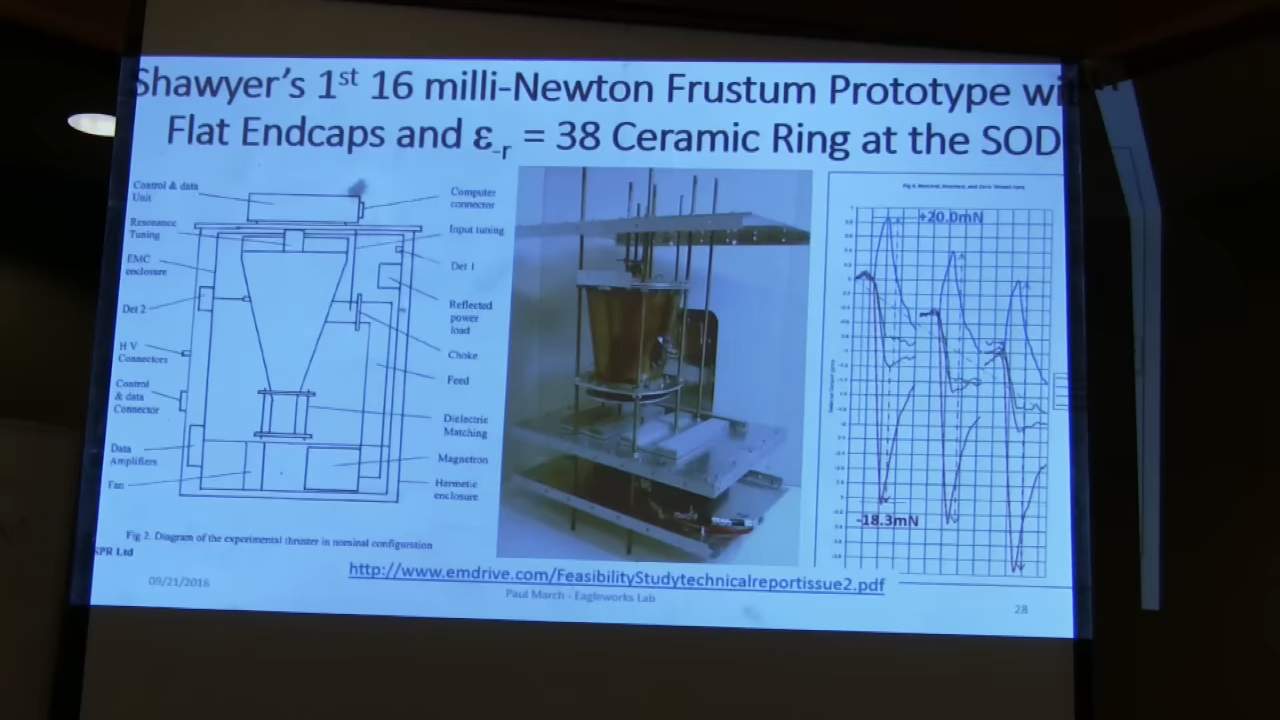 Shawyer's 1st 16 milli-Newton Frustum Prototype with
Flat Endcaps and ε_r = 38 Ceramic Ring at the SOD
Control & data
Unit
Resonance
Tuning
EMC
enclosure
Det 2
H V
Connectors
Control
& data
Connector
Data
Amplifiers
Fan
Computer
connector
Input tuning
Det 1
Reflected
power
load
Choke
Feed
Dielectric
Matching
Magnetron
Hermetic
enclosure
Fig 2. Diagram of the experimental thruster in nominal configuration
SPR Ltd
+20.0mN
-18.3mN
http://www.emdrive.com/FeasibilityStudytechnicalreportissue2.pdf
09/21/2016
Paul March - Eagleworks Lab
28